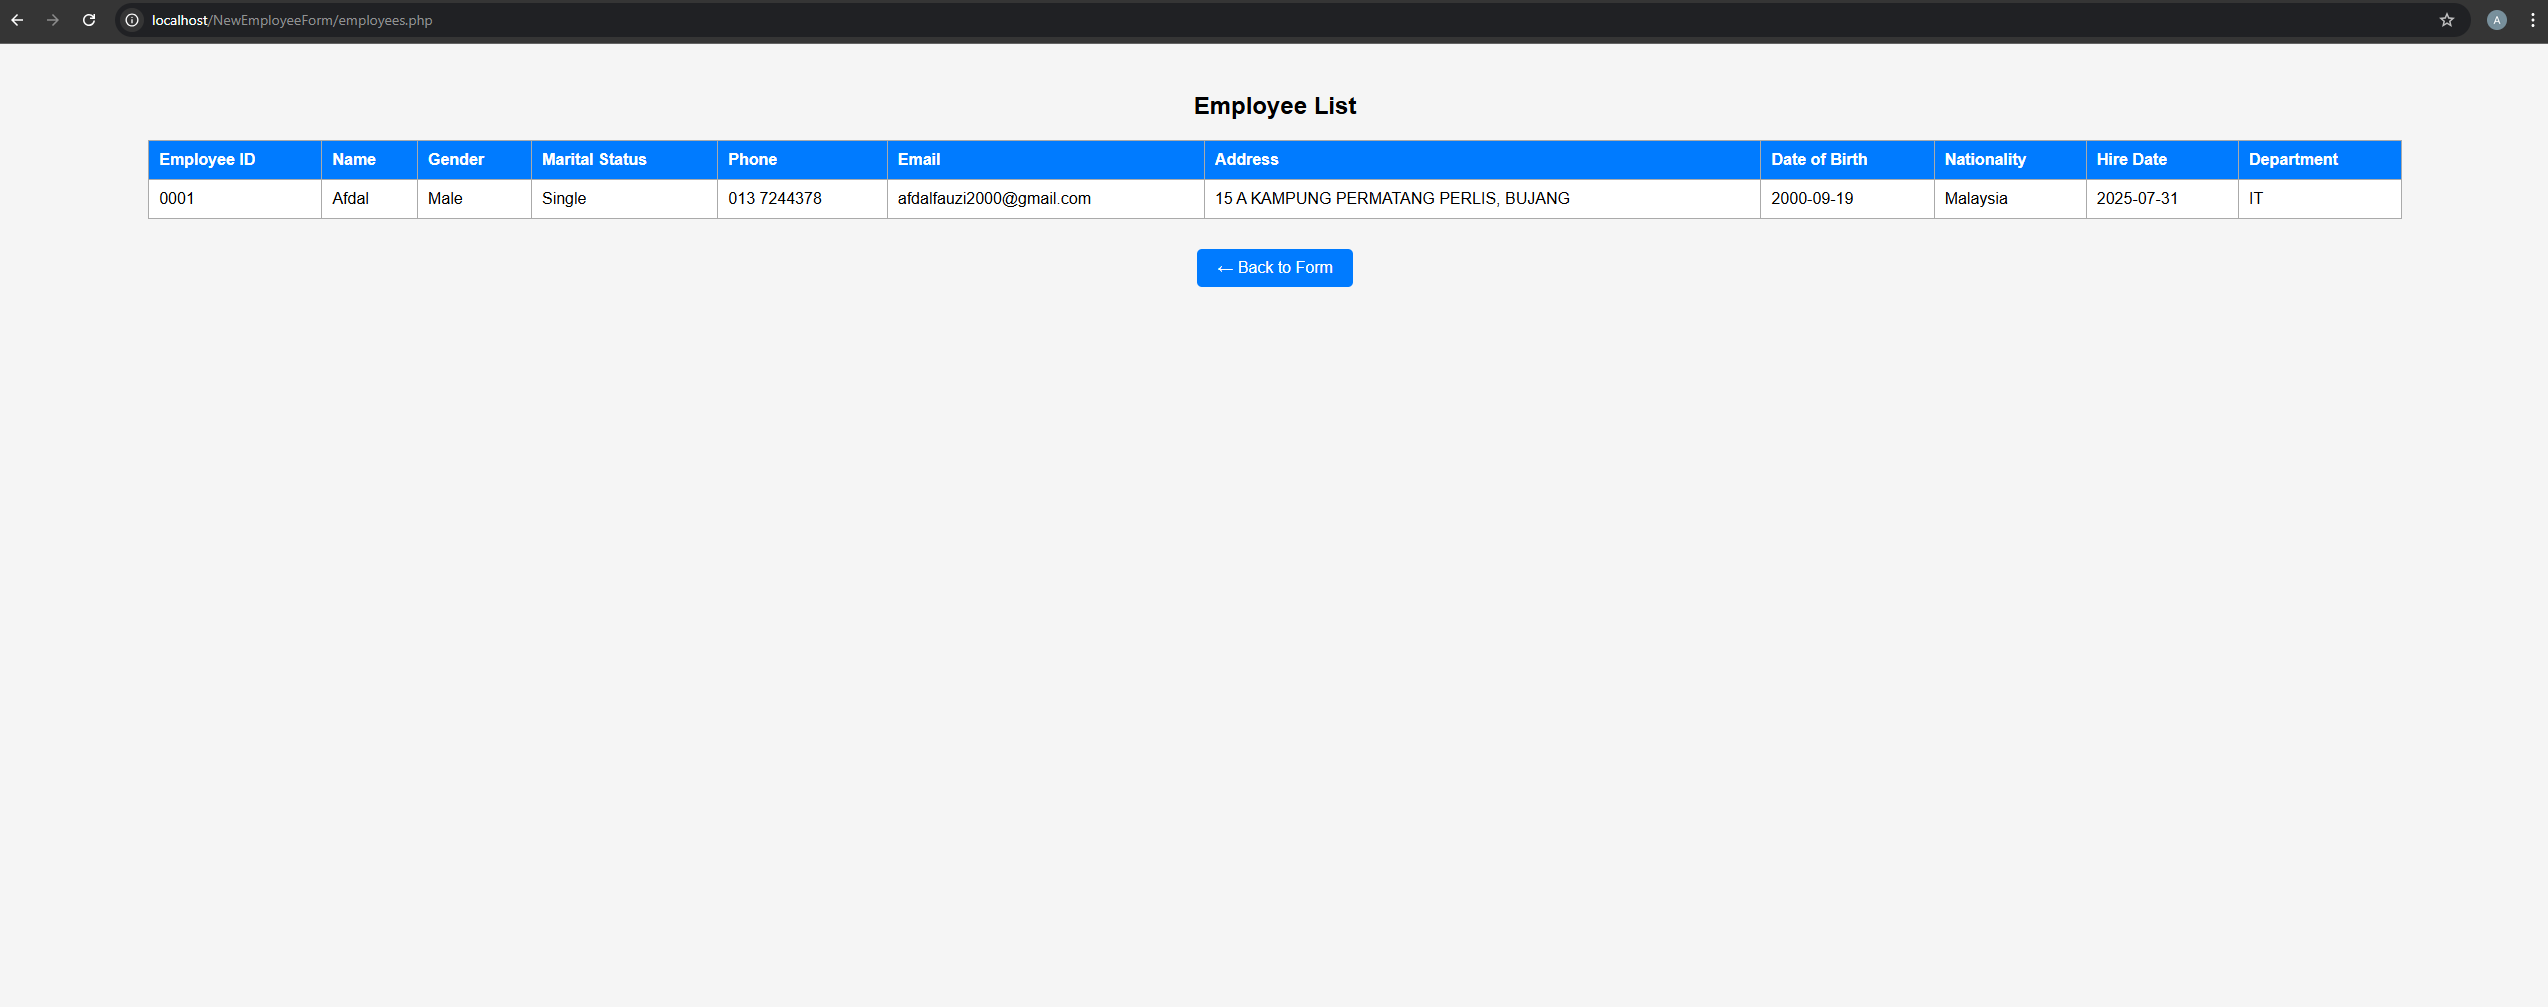 localhost/NewEmployeeForm/employees.php
A
Employee List
Employee ID Name Gender Marital Status Phone Email Address Date of Birth Nationality Hire Date Department
0001 Afdal Male Single 013 7244378 afdalfauzi2000@gmail.com 15 A KAMPUNG PERMATANG PERLIS, BUJANG 2000-09-19 Malaysia 2025-07-31 IT
← Back to Form